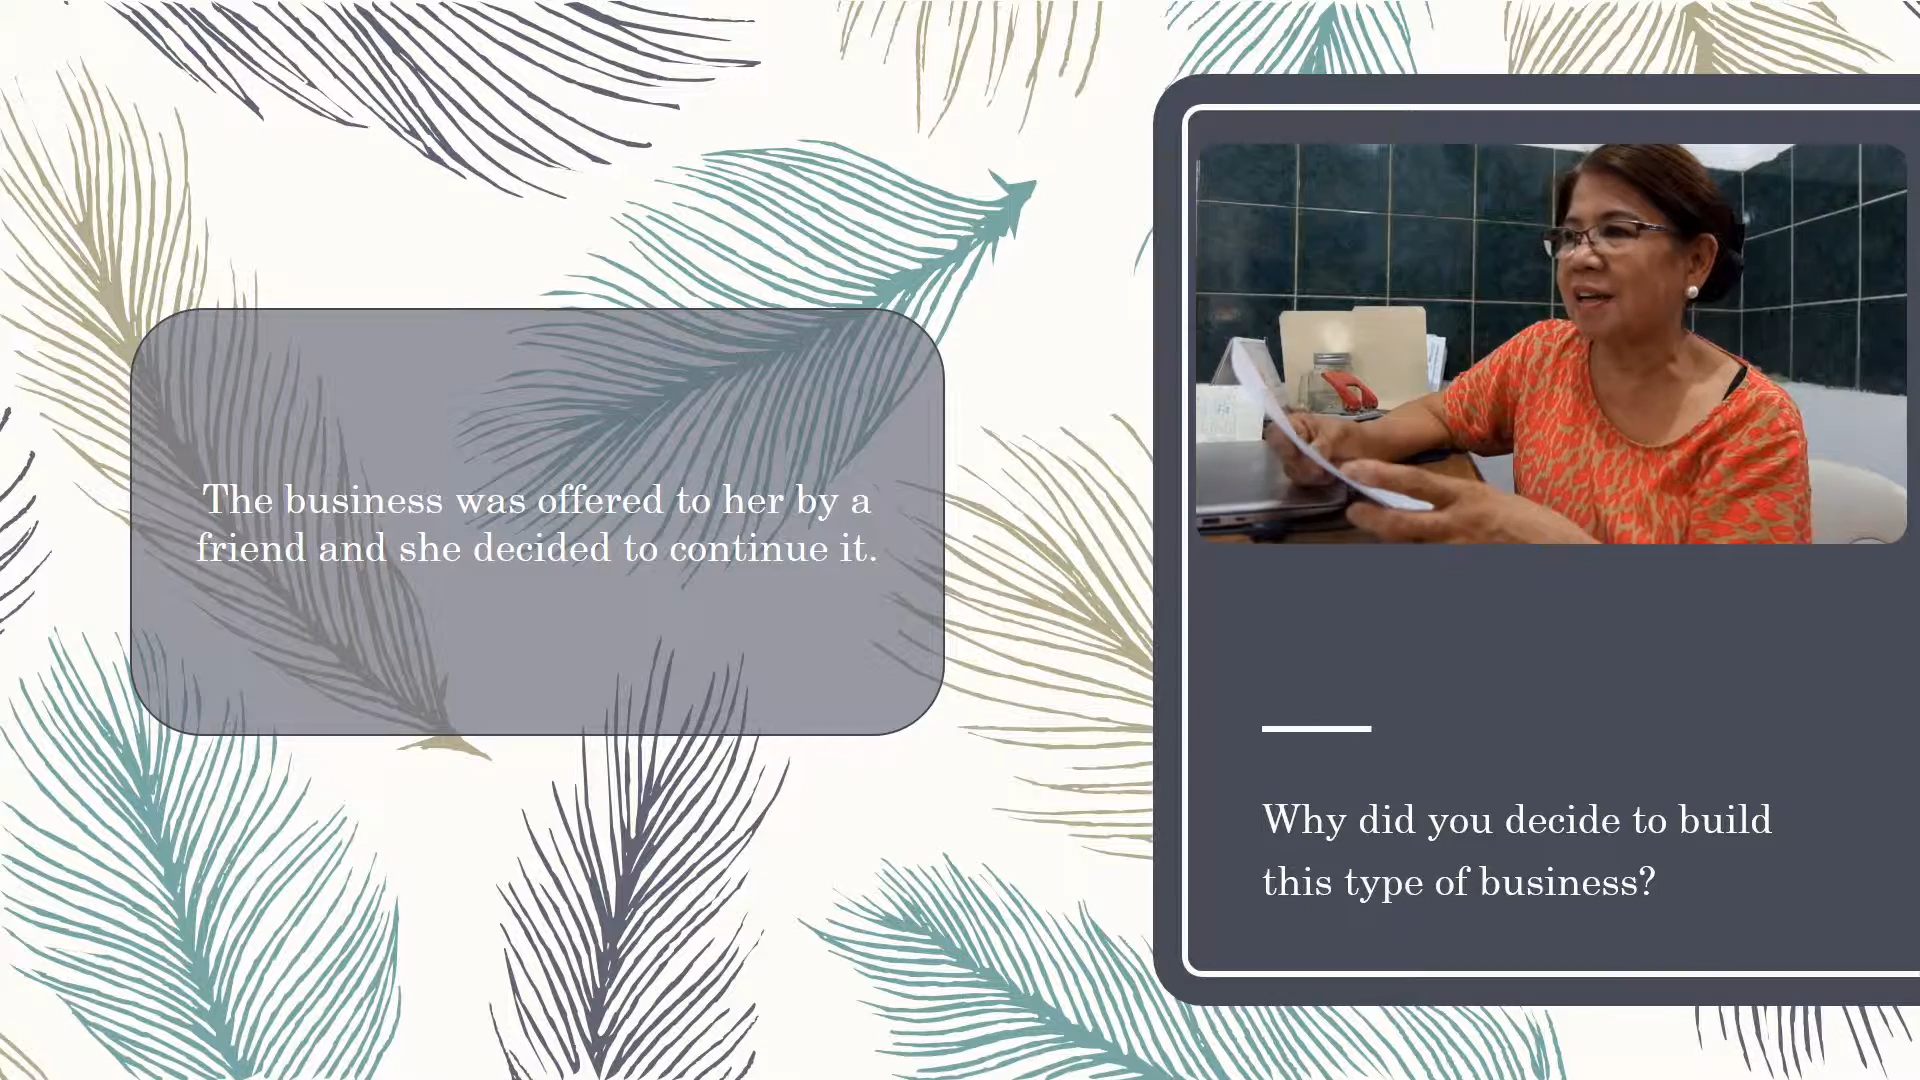 The business was offered to her by a
friend and she decided to continue it.
Why did you decide to build
this type of business?